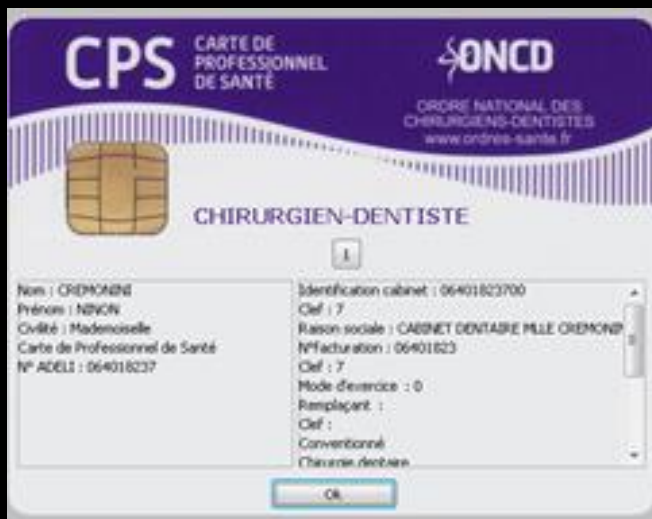 CPS
CARTE DE
PROFESSIONNEL
DE SANTÉ
ONCD
ORDRE NATIONAL DES
CHIRURGIENS-DENTISTES
www.ordres-sante.fr
CHIRURGIEN-DENTISTE
1
Nom : CREMONINI
Prénom : NINON
Civilité : Mademoiselle
Carte de Professionnel de Santé
N° ADELI : 064018237
Identification cabinet : 06401823700
Clef : 7
Raison sociale : CABINET DENTAIRE MLLE CREMONIN
N°facturation : 06401823
Clef : 7
Mode d'exercice : 0
Remplaçant :
Clef :
Conventionné
Chirurgie dentaire
Ok